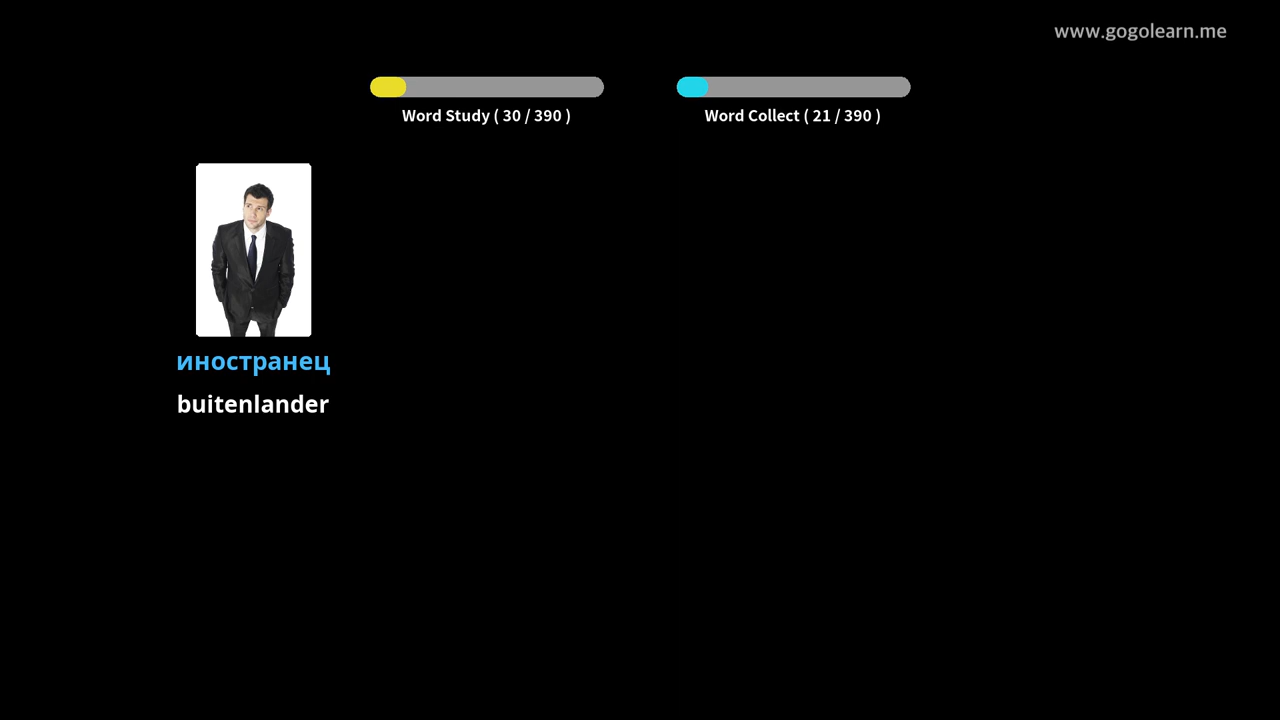 www.gogolearn.me
Word Study ( 30 / 390 )
Word Collect ( 21 / 390 )
иностранец
buitenlander